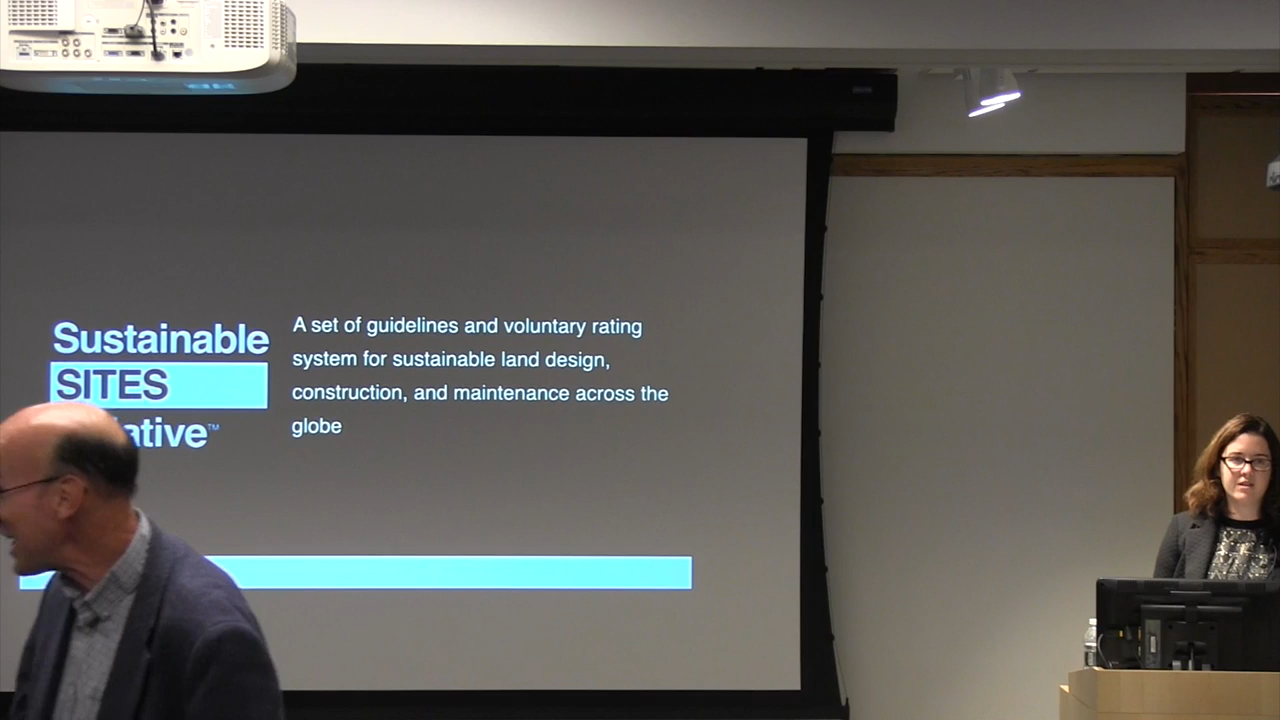 Sustainable
SITES
iative™
A set of guidelines and voluntary rating
system for sustainable land design,
construction, and maintenance across the
globe